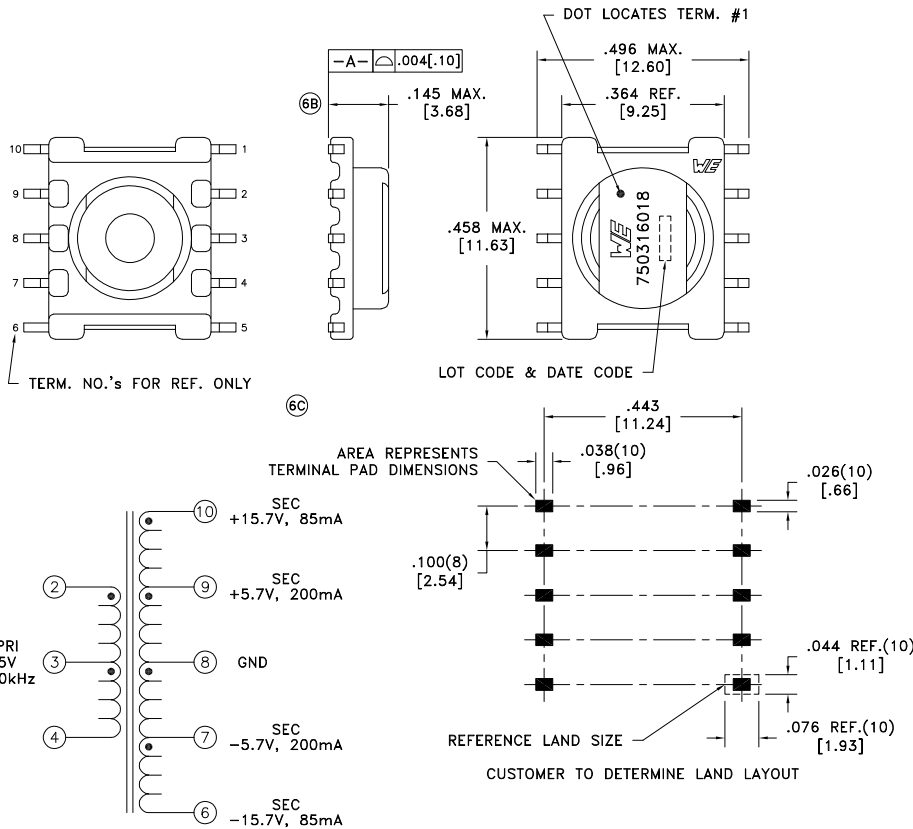 DOT LOCATES TERM. #1
.496 MAX.
[12.60]
-A- .004[.10]
6B
.145 MAX.
[3.68]
.364 REF.
[9.25]
10
1
9
2
8
3
7
4
6
5
WE
.458 MAX.
[11.63]
WE
750316018
TERM. NO.'s FOR REF. ONLY
LOT CODE & DATE CODE
6C
.443
[11.24]
AREA REPRESENTS
TERMINAL PAD DIMENSIONS
.038(10)
[.96]
.026(10)
[.66]
.100(8)
[2.54]
.044 REF.(10)
[1.11]
REFERENCE LAND SIZE
.076 REF.(10)
[1.93]
CUSTOMER TO DETERMINE LAND LAYOUT
10
SEC
+15.7V, 85mA
2
9
SEC
+5.7V, 200mA
PRI
5V
0kHz
3
8
GND
4
7
SEC
-5.7V, 200mA
6
SEC
-15.7V, 85mA